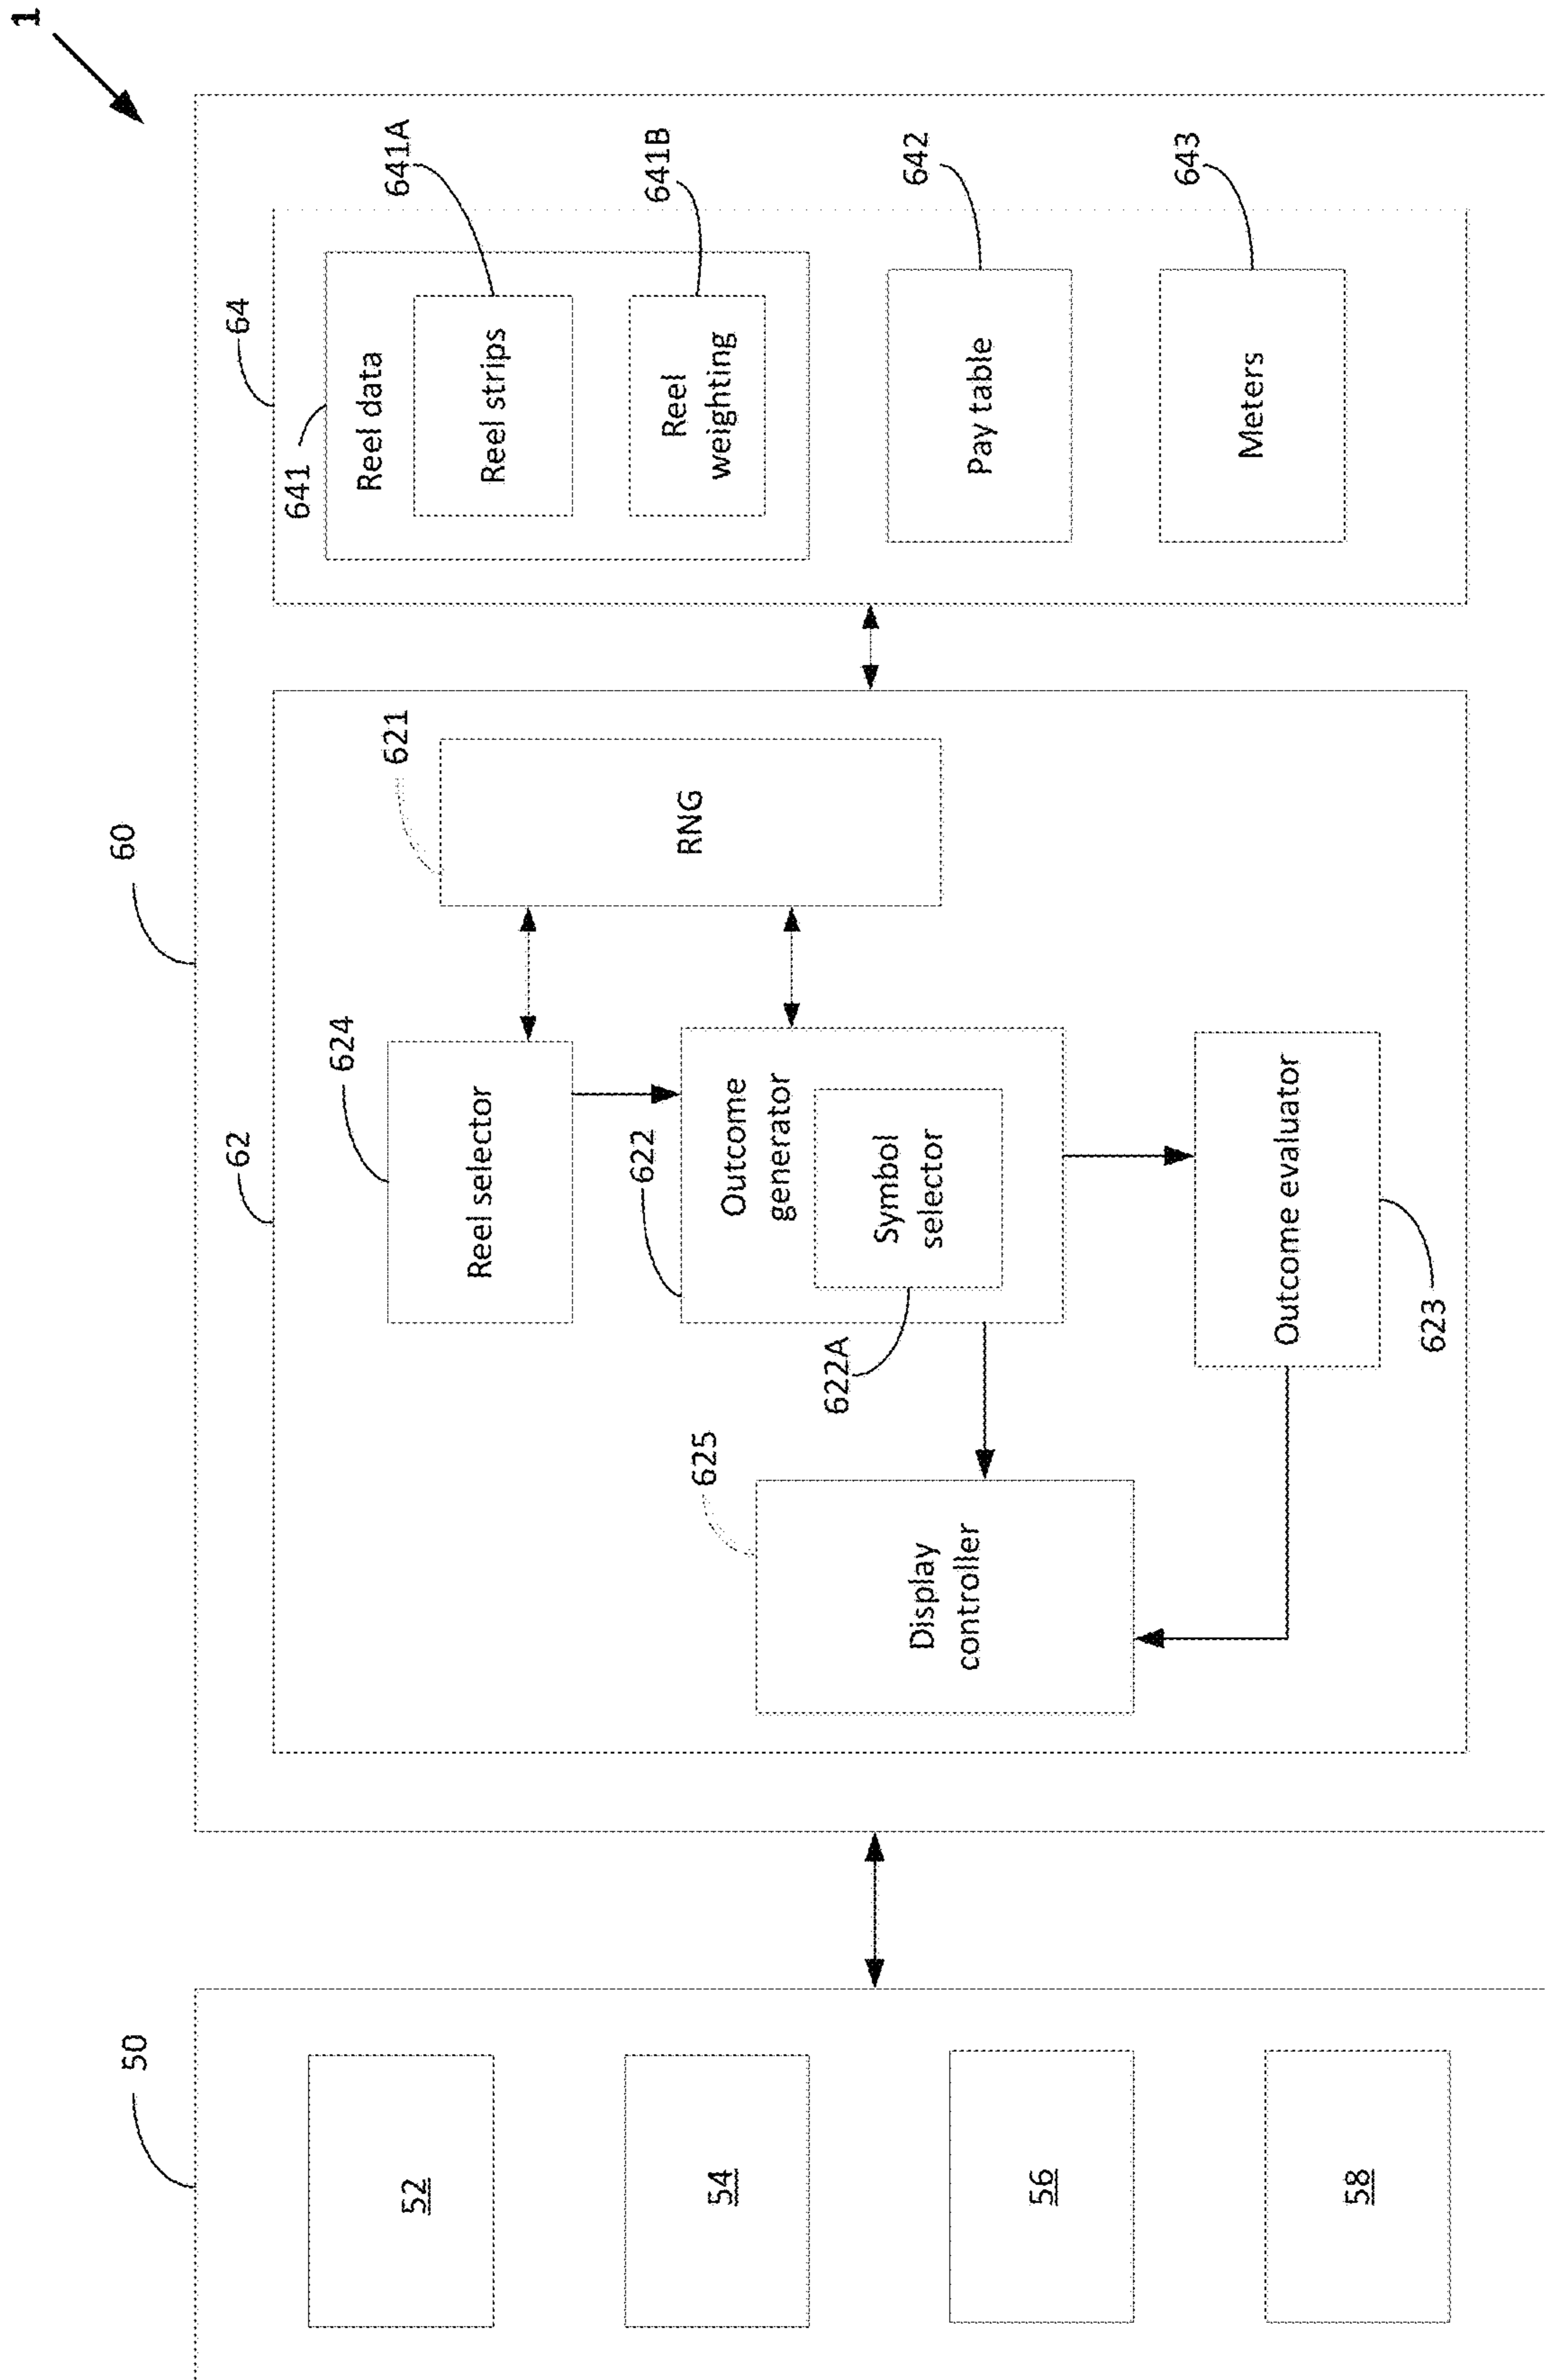 1
50
52
54
56
58
60
62
624
Reel selector
621
RNG
622
Outcome
generator
Symbol
selector
622A
625
Display
controller
Outcome evaluator
623
64
641
Reel data
641A
Reel strips
641B
Reel
weighting
642
Pay table
643
Meters